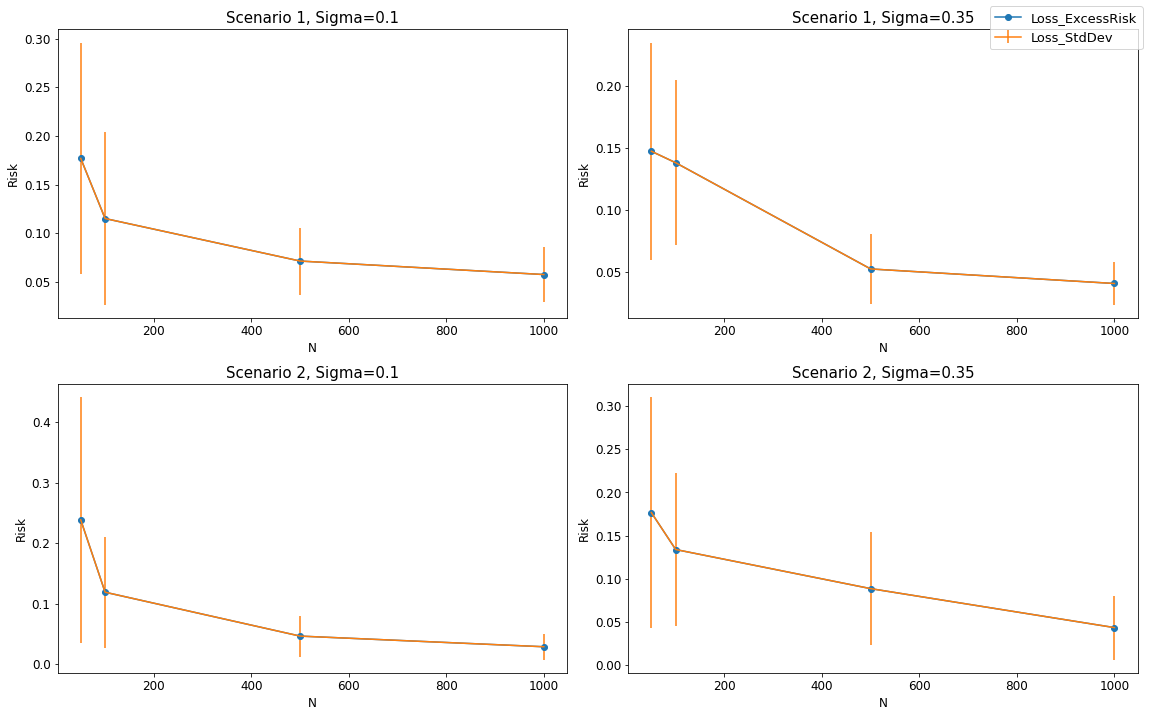 Scenario 1, Sigma=0.1
Risk
0.30
0.25
0.20
0.15
0.10
0.05
200 400 600 800 1000
N
Scenario 1, Sigma=0.35
Loss_ExcessRisk
Loss_StdDev
Risk
0.20
0.15
0.10
0.05
200 400 600 800 1000
N
Scenario 2, Sigma=0.1
Risk
0.4
0.3
0.2
0.1
0.0
200 400 600 800 1000
N
Scenario 2, Sigma=0.35
Risk
0.30
0.25
0.20
0.15
0.10
0.05
0.00
200 400 600 800 1000
N